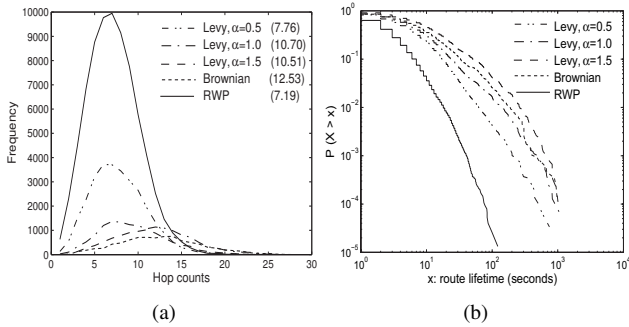 10000
9000
8000
7000
6000
5000
4000
3000
2000
1000
0
Frequency
0 5 10 15 20 25 30
Hop counts
Levy, α=0.5 (7.76)
Levy, α=1.0 (10.70)
Levy, α=1.5 (10.51)
Brownian (12.53)
RWP (7.19)
(a)
10⁰
10⁻¹
10⁻²
10⁻³
10⁻⁴
10⁻⁵
P (X > x)
10⁰ 10¹ 10² 10³
x: route lifetime (seconds)
Levy, α=0.5
Levy, α=1.0
Levy, α=1.5
Brownian
RWP
(b)